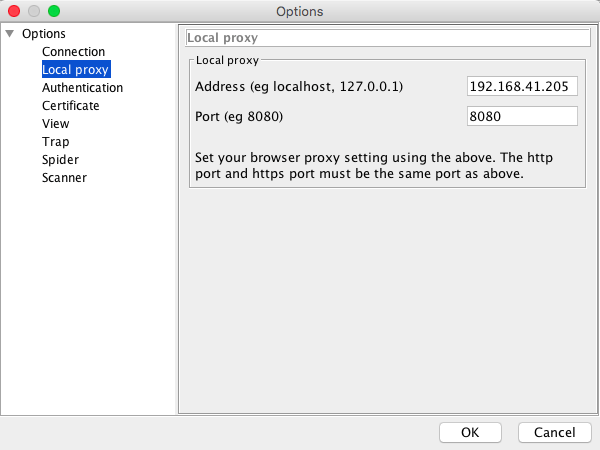 Options
Options
Connection
Local proxy
Authentication
Certificate
View
Trap
Spider
Scanner
Local proxy
Local proxy
Address (eg localhost, 127.0.0.1) 192.168.41.205
Port (eg 8080) 8080
Set your browser proxy setting using the above. The http
port and https port must be the same port as above.
OK Cancel